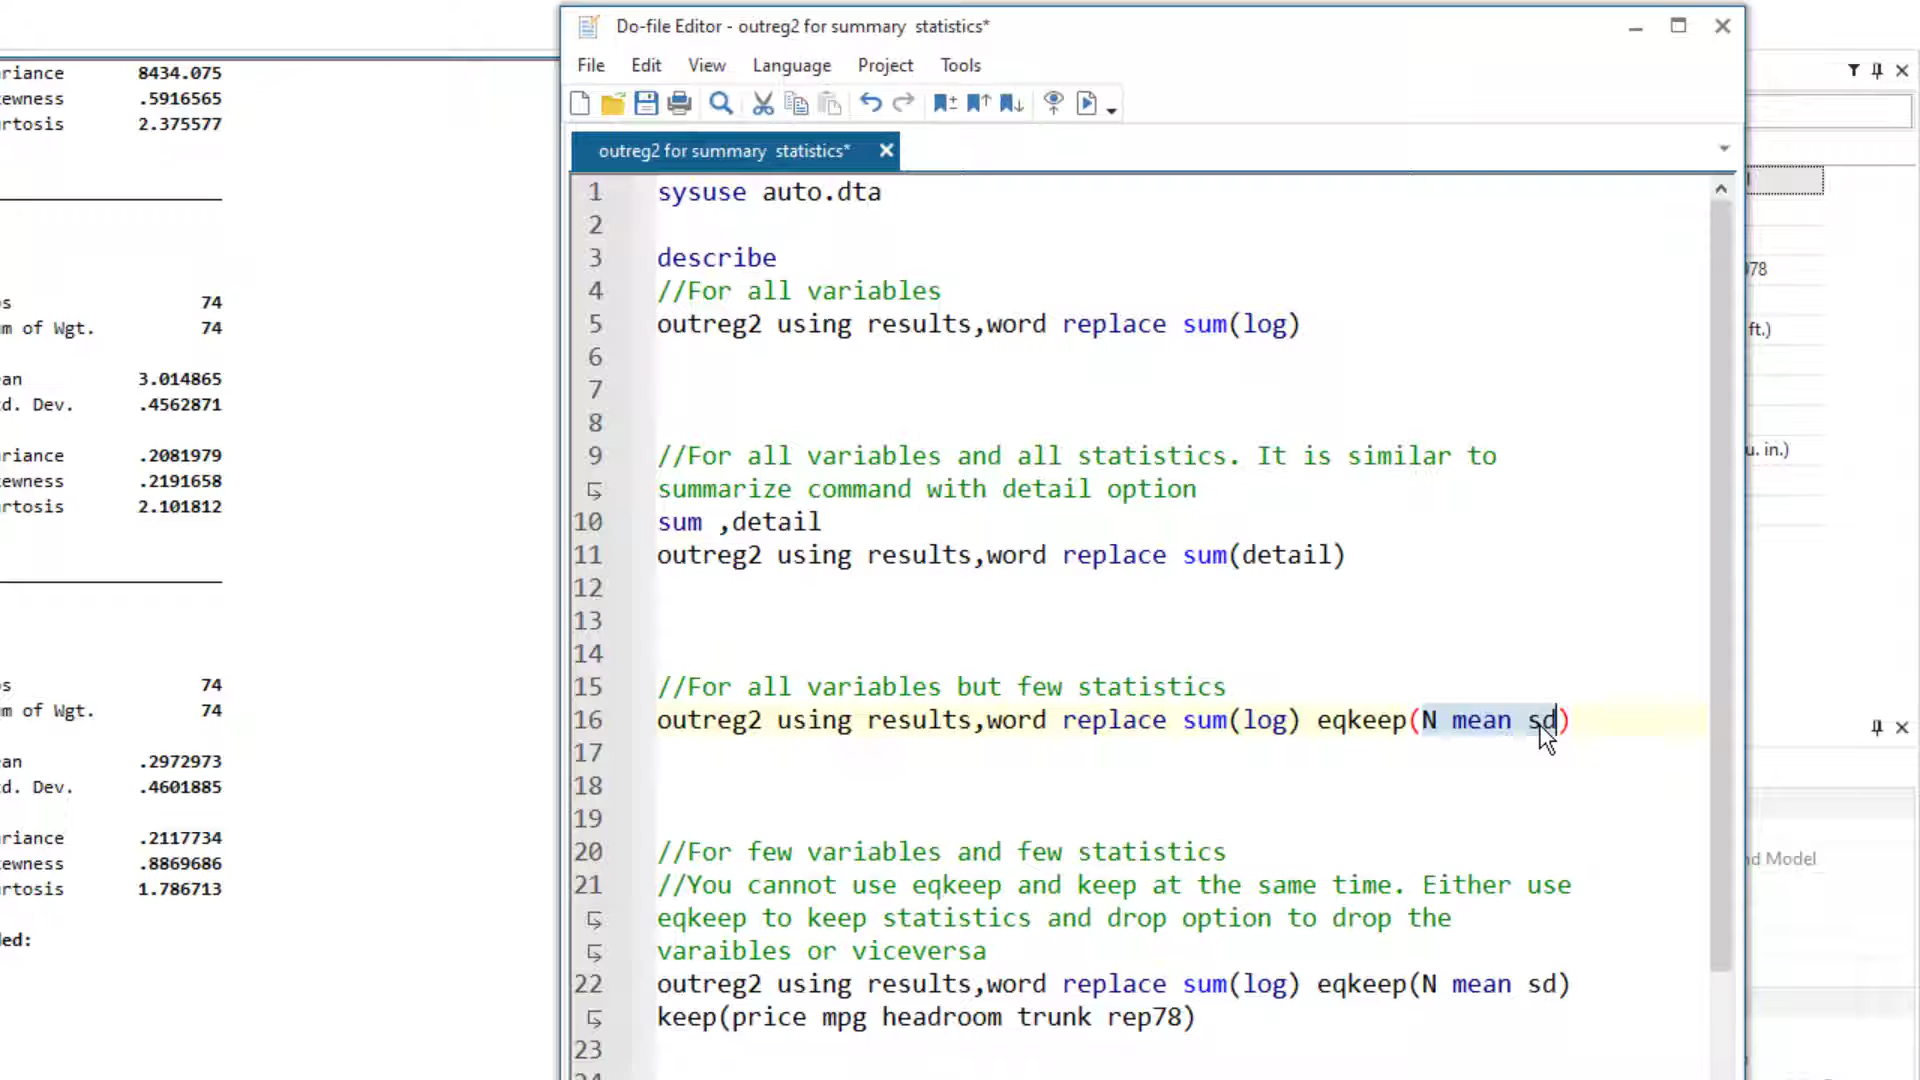 riance 8434.075
ewness .5916565
rtosis 2.375577
s 74
m of Wgt. 74
an 3.014865
d. Dev. .4562871
riance .2081979
ewness .2191658
rtosis 2.101812
s 74
m of Wgt. 74
an .2972973
d. Dev. .4601885
riance .2117734
ewness .8869686
rtosis 1.786713
led:
Do-file Editor - outreg2 for summary statistics*
File Edit View Language Project Tools
outreg2 for summary statistics*
1 sysuse auto.dta
2
3 describe
4 //For all variables
5 outreg2 using results,word replace sum(log)
6
7
8
9 //For all variables and all statistics. It is similar to
summarize command with detail option
10 sum ,detail
11 outreg2 using results,word replace sum(detail)
12
13
14
15 //For all variables but few statistics
16 outreg2 using results,word replace sum(log) eqkeep(N mean sd)
17
18
19
20 //For few variables and few statistics
21 //You cannot use eqkeep and keep at the same time. Either use
eqkeep to keep statistics and drop option to drop the
varaibles or viceversa
22 outreg2 using results,word replace sum(log) eqkeep(N mean sd)
keep(price mpg headroom trunk rep78)
23
78
ft.)
u. in.)
nd Model